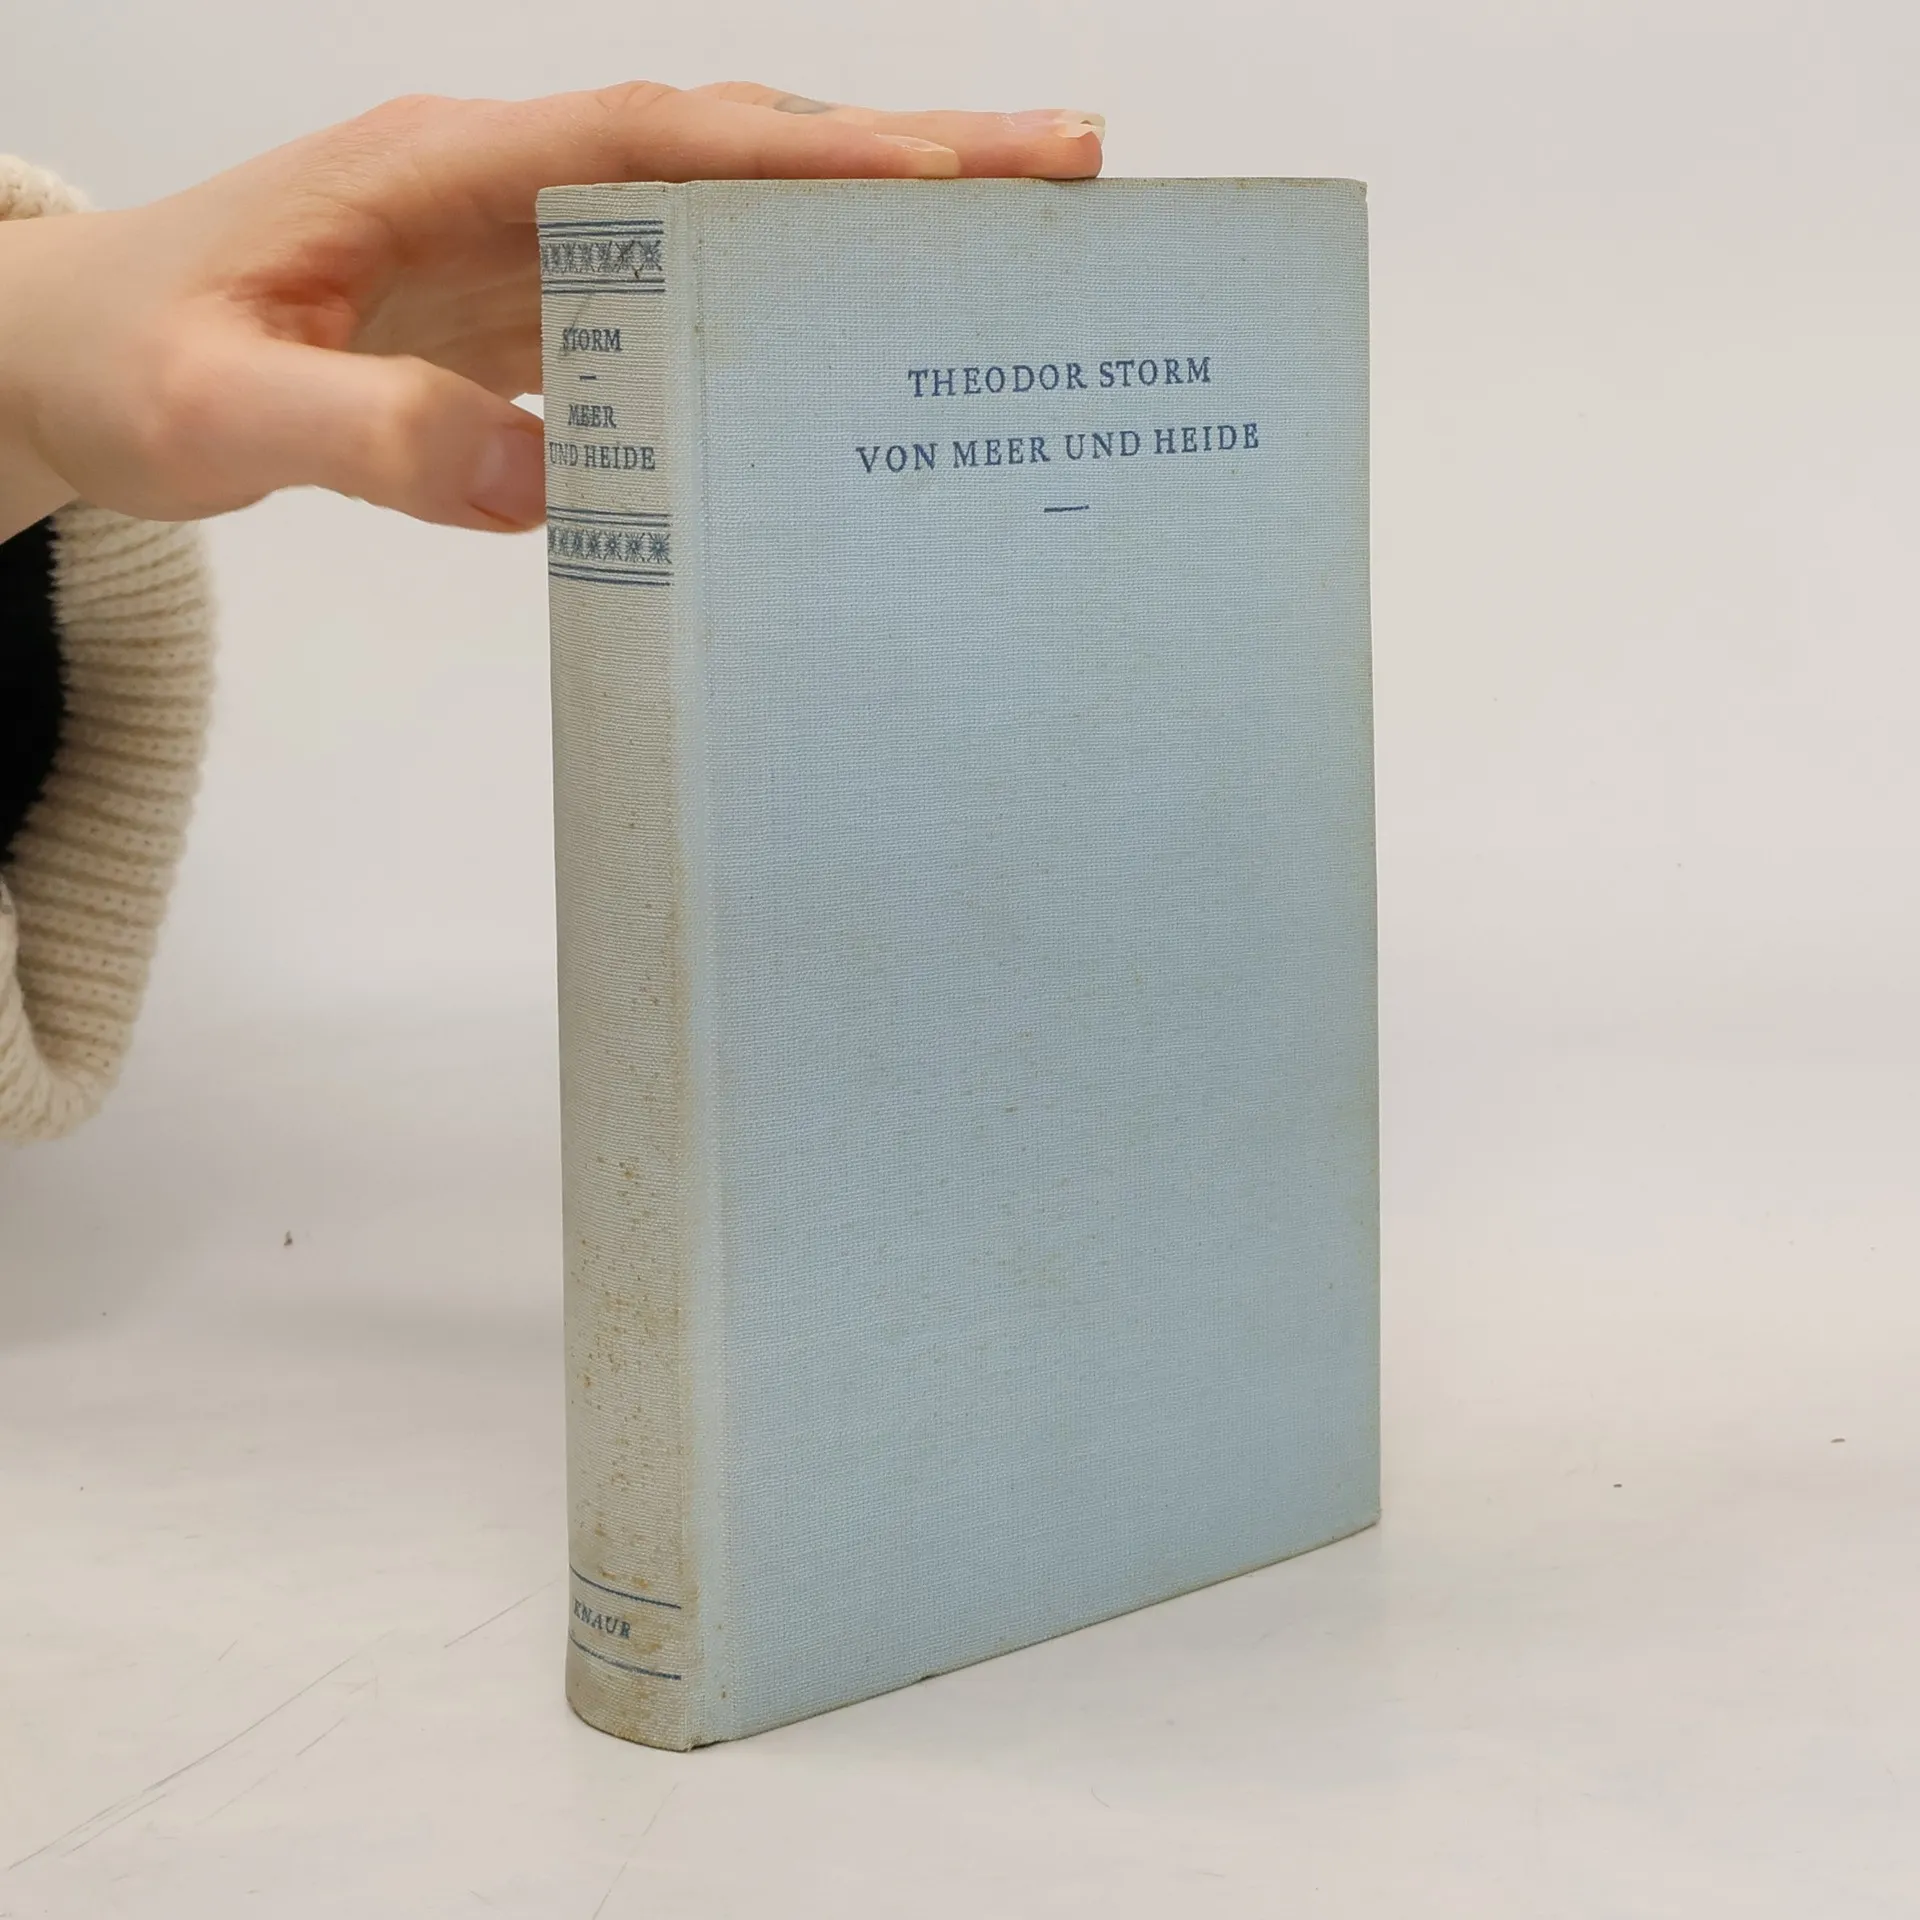 STORM
MEER
UND HEIDE
KNAUR
THEODOR STORM
VON MEER UND HEIDE